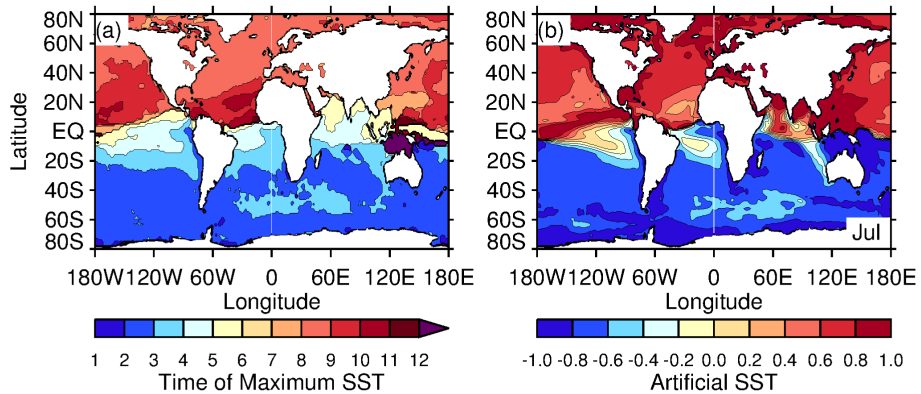 (a)
80N
60N
40N
20N
EQ
20S
40S
60S
80S
Latitude
180W 120W 60W 0 60E 120E 180E
Longitude
1 2 3 4 5 6 7 8 9 10 11 12
Time of Maximum SST
(b)
80N
60N
40N
20N
EQ
20S
40S
60S
80S
Jul
180W 120W 60W 0 60E 120E 180E
Longitude
-1.0 -0.8 -0.6 -0.4 -0.2 0.0 0.2 0.4 0.6 0.8 1.0
Artificial SST